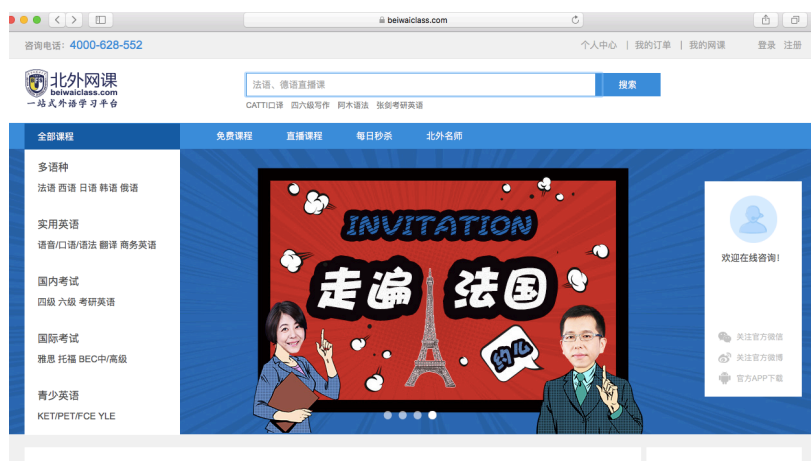 beiwaiclass.com
咨询电话：4000-628-552
个人中心 | 我的订单 | 我的网课 登录 注册
北外网课
beiwaiclass.com
一站式外语学习平台
法语、德语直播课
搜索
CATTI口译 四六级写作 阿木语法 张剑考研英语
全部课程 免费课程 直播课程 每日秒杀 北外名师
多语种
法语 西语 日语 韩语 俄语
实用英语
语音/口语/语法 翻译 商务英语
国内考试
四级 六级 考研英语
国际考试
雅思 托福 BEC中/高级
青少英语
KET/PET/FCE YLE
INVITATION
走遍法国
约儿
欢迎在线咨询！
关注官方微信
关注官方微博
官方APP下载